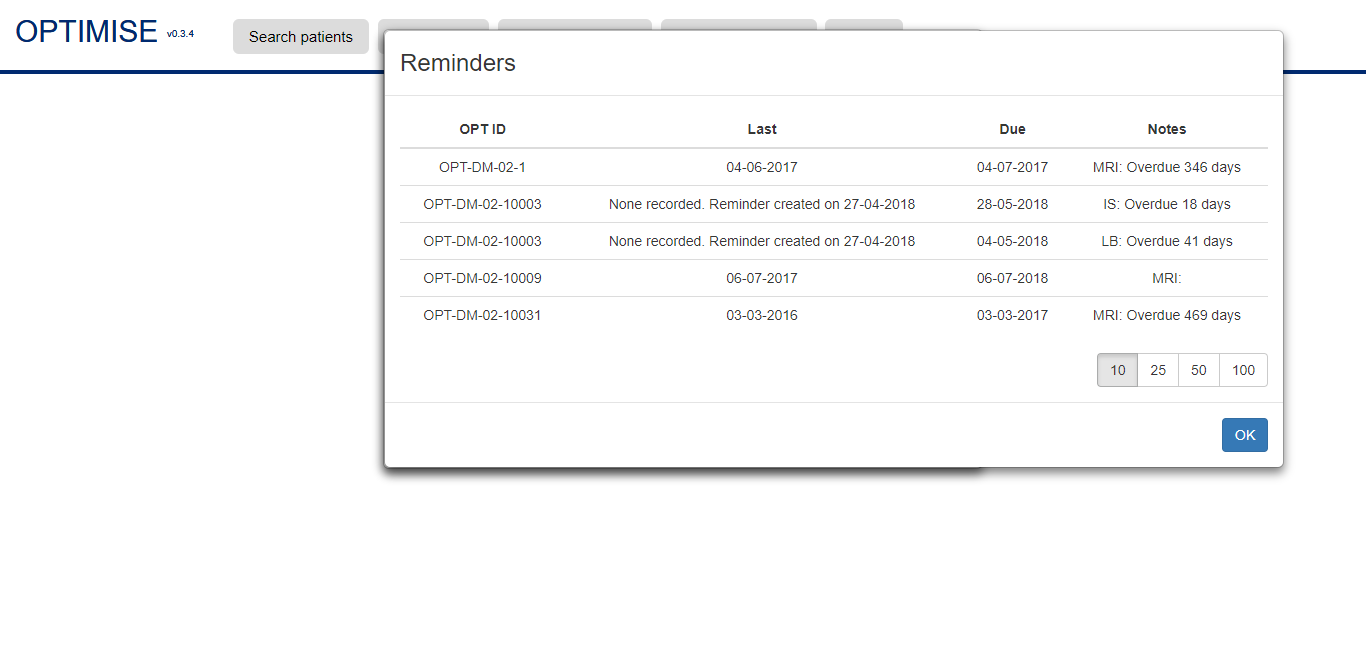 OPTIMISE v0.3.4 Search patients
Reminders
OPT ID Last Due Notes
OPT-DM-02-1 04-06-2017 04-07-2017 MRI: Overdue 346 days
OPT-DM-02-10003 None recorded. Reminder created on 27-04-2018 28-05-2018 IS: Overdue 18 days
OPT-DM-02-10003 None recorded. Reminder created on 27-04-2018 04-05-2018 LB: Overdue 41 days
OPT-DM-02-10009 06-07-2017 06-07-2018 MRI:
OPT-DM-02-10031 03-03-2016 03-03-2017 MRI: Overdue 469 days
10 25 50 100
OK